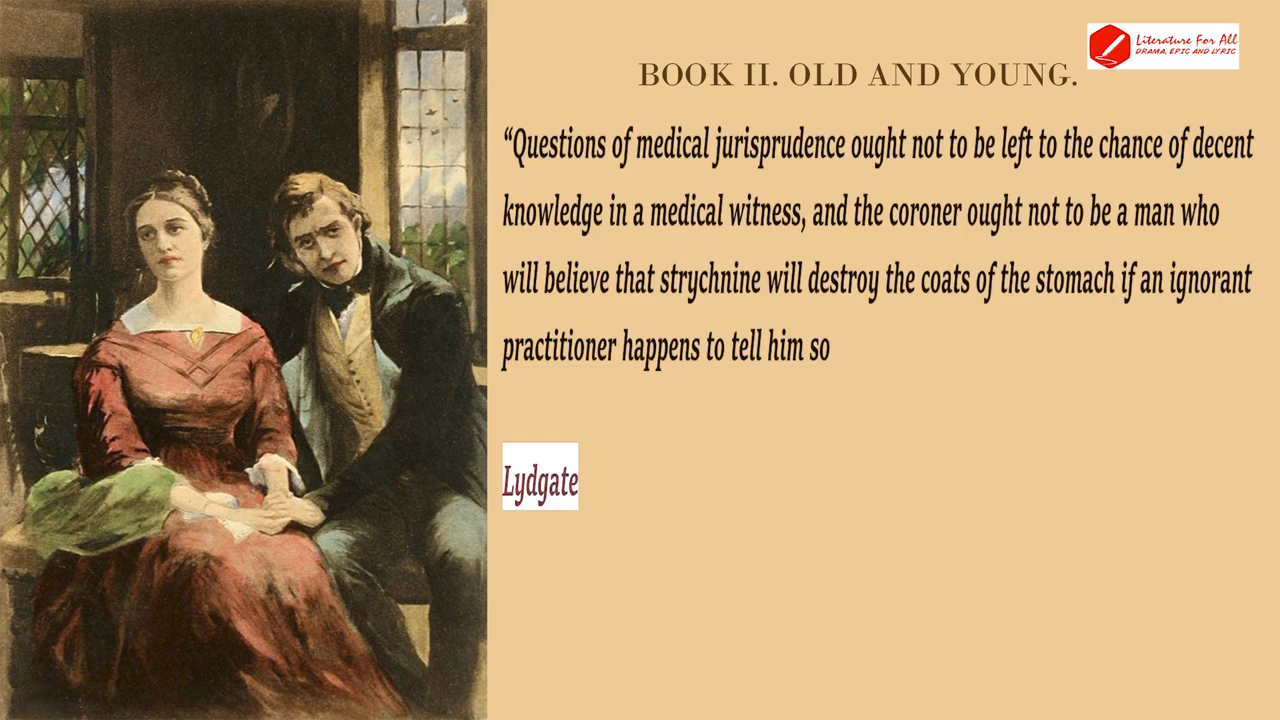 Literature For All
DRAMA, EPIC AND LYRIC
BOOK II. OLD AND YOUNG.
“Questions of medical jurisprudence ought not to be left to the chance of decent
knowledge in a medical witness, and the coroner ought not to be a man who
will believe that strychnine will destroy the coats of the stomach if an ignorant
practitioner happens to tell him so
Lydgate